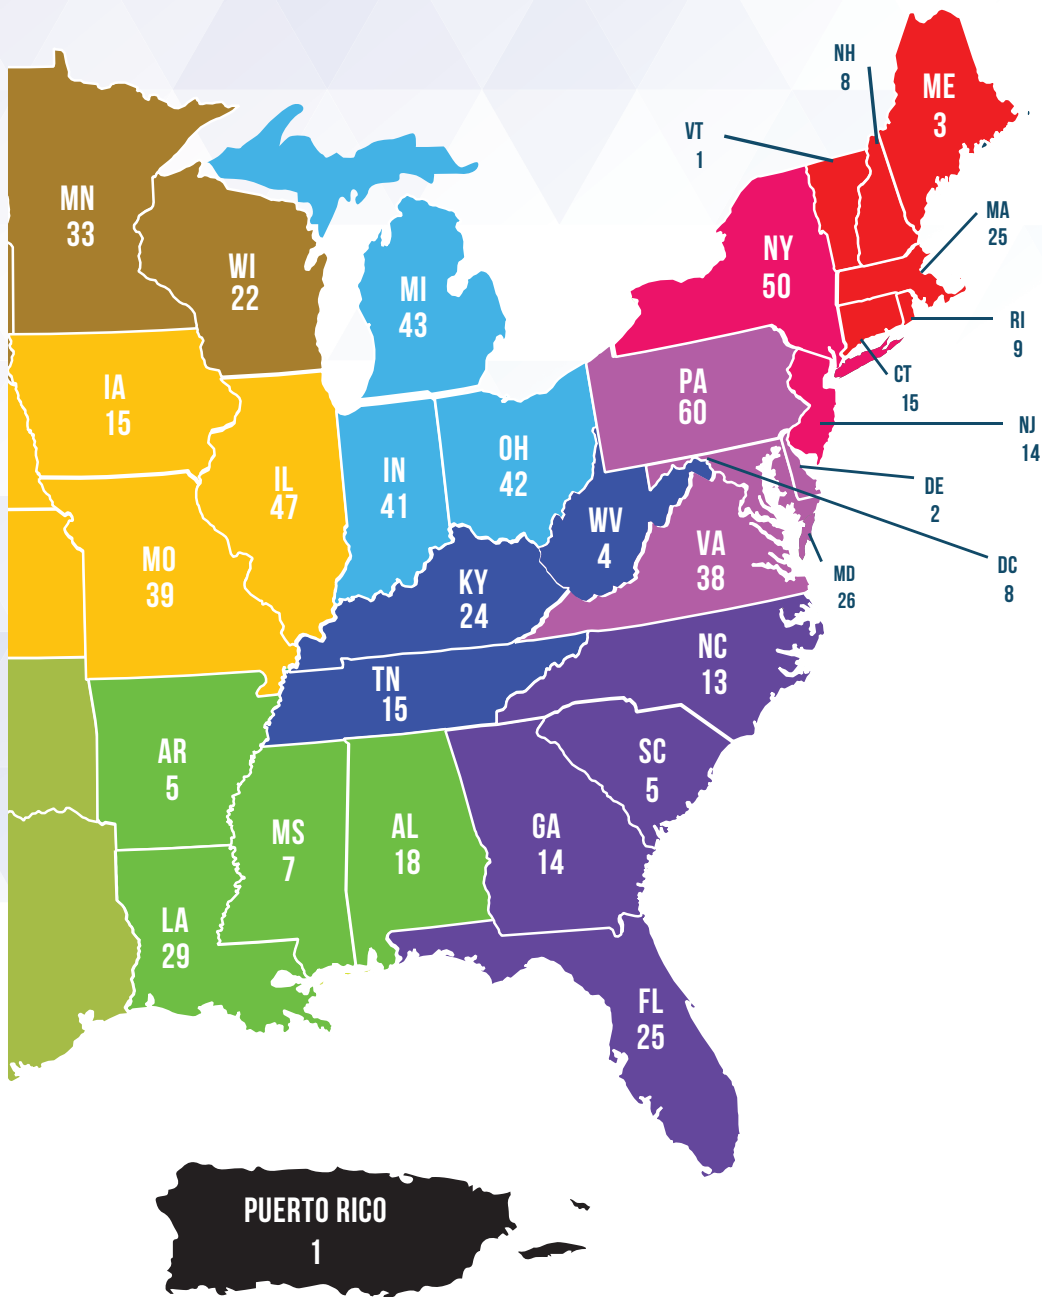 NH
8
ME
3
VT
1
MN
33
MA
25
WI
22
NY
50
MI
43
RI
9
CT
15
IA
15
PA
60
NJ
14
OH
42
IN
41
IL
47
DE
2
WV
4
VA
38
DC
8
MO
39
MD
26
KY
24
NC
13
TN
15
AR
5
SC
5
MS
7
AL
18
GA
14
LA
29
FL
25
PUERTO RICO
1